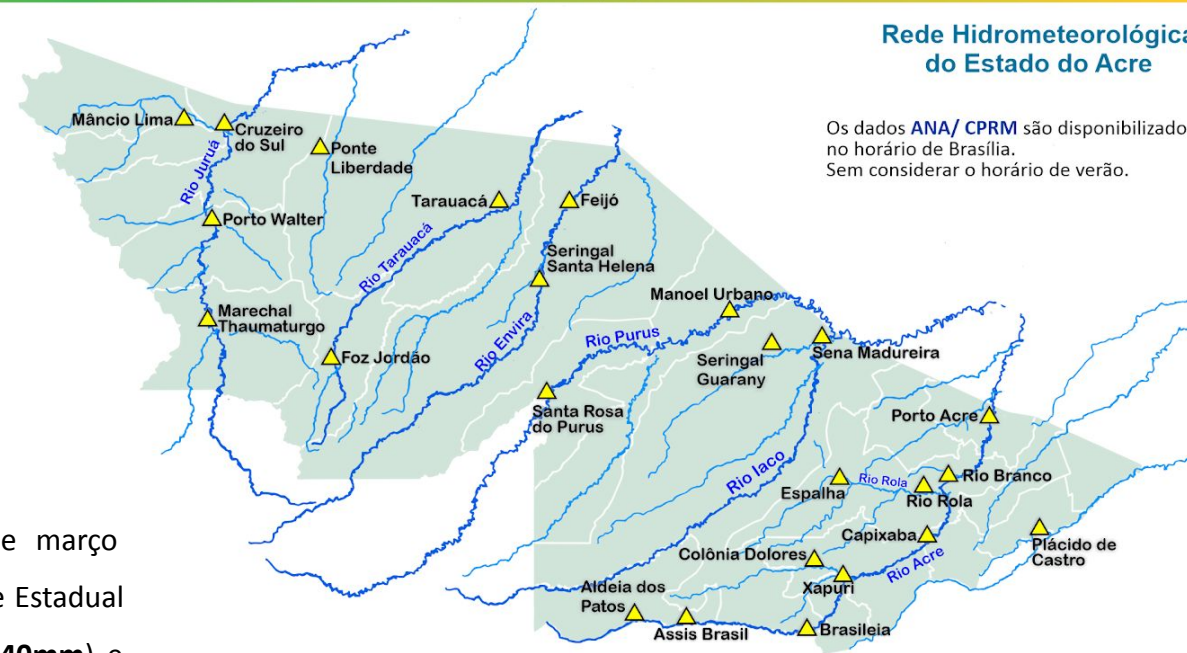 Rede Hidrometeorológica
do Estado do Acre
Os dados ANA/ CPRM são disponibilizado
no horário de Brasília.
Sem considerar o horário de verão.
Mâncio Lima
Cruzeiro
do Sul
Ponte
Liberdade
Rio Juruá
Porto Walter
Tarauacá
Feijó
Rio Tarauacá
Seringal
Santa Helena
Marechal
Thaumaturgo
Foz Jordão
Rio Envira
Manoel Urbano
Rio Purus
Seringal
Guarany
Sena Madureira
Santa Rosa
do Purus
Porto Acre
Rio Iaco
Espalha
Rio Rola
Rio Branco
Rio Rola
Capixaba
Plácido de
Castro
Colônia Dolores
Rio Acre
Xapuri
Aldeia dos
Patos
Assis Brasil
Brasileia
e março
e Estadual
40mm) e